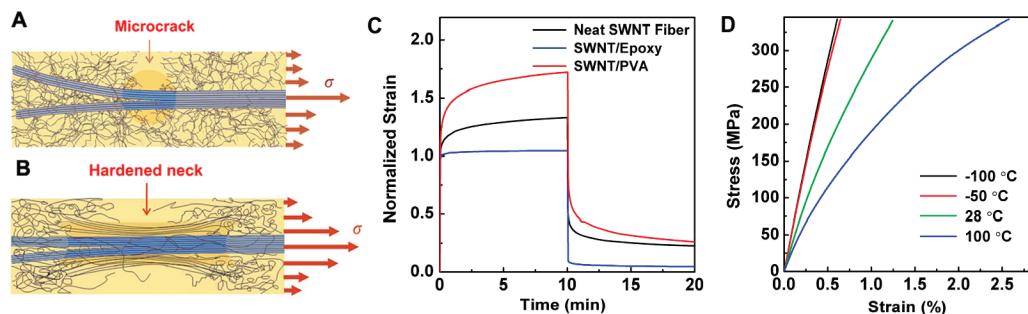 A
Microcrack
σ
B
Hardened neck
σ
C
Normalized Strain
2.0
1.5
1.0
0.5
0.0
0
5
10
15
20
Time (min)
Neat SWNT Fiber
SWNT/Epoxy
SWNT/PVA
D
Stress (MPa)
300
250
200
150
100
50
0
0.0
0.5
1.0
1.5
2.0
2.5
Strain (%)
-100 °C
-50 °C
28 °C
100 °C